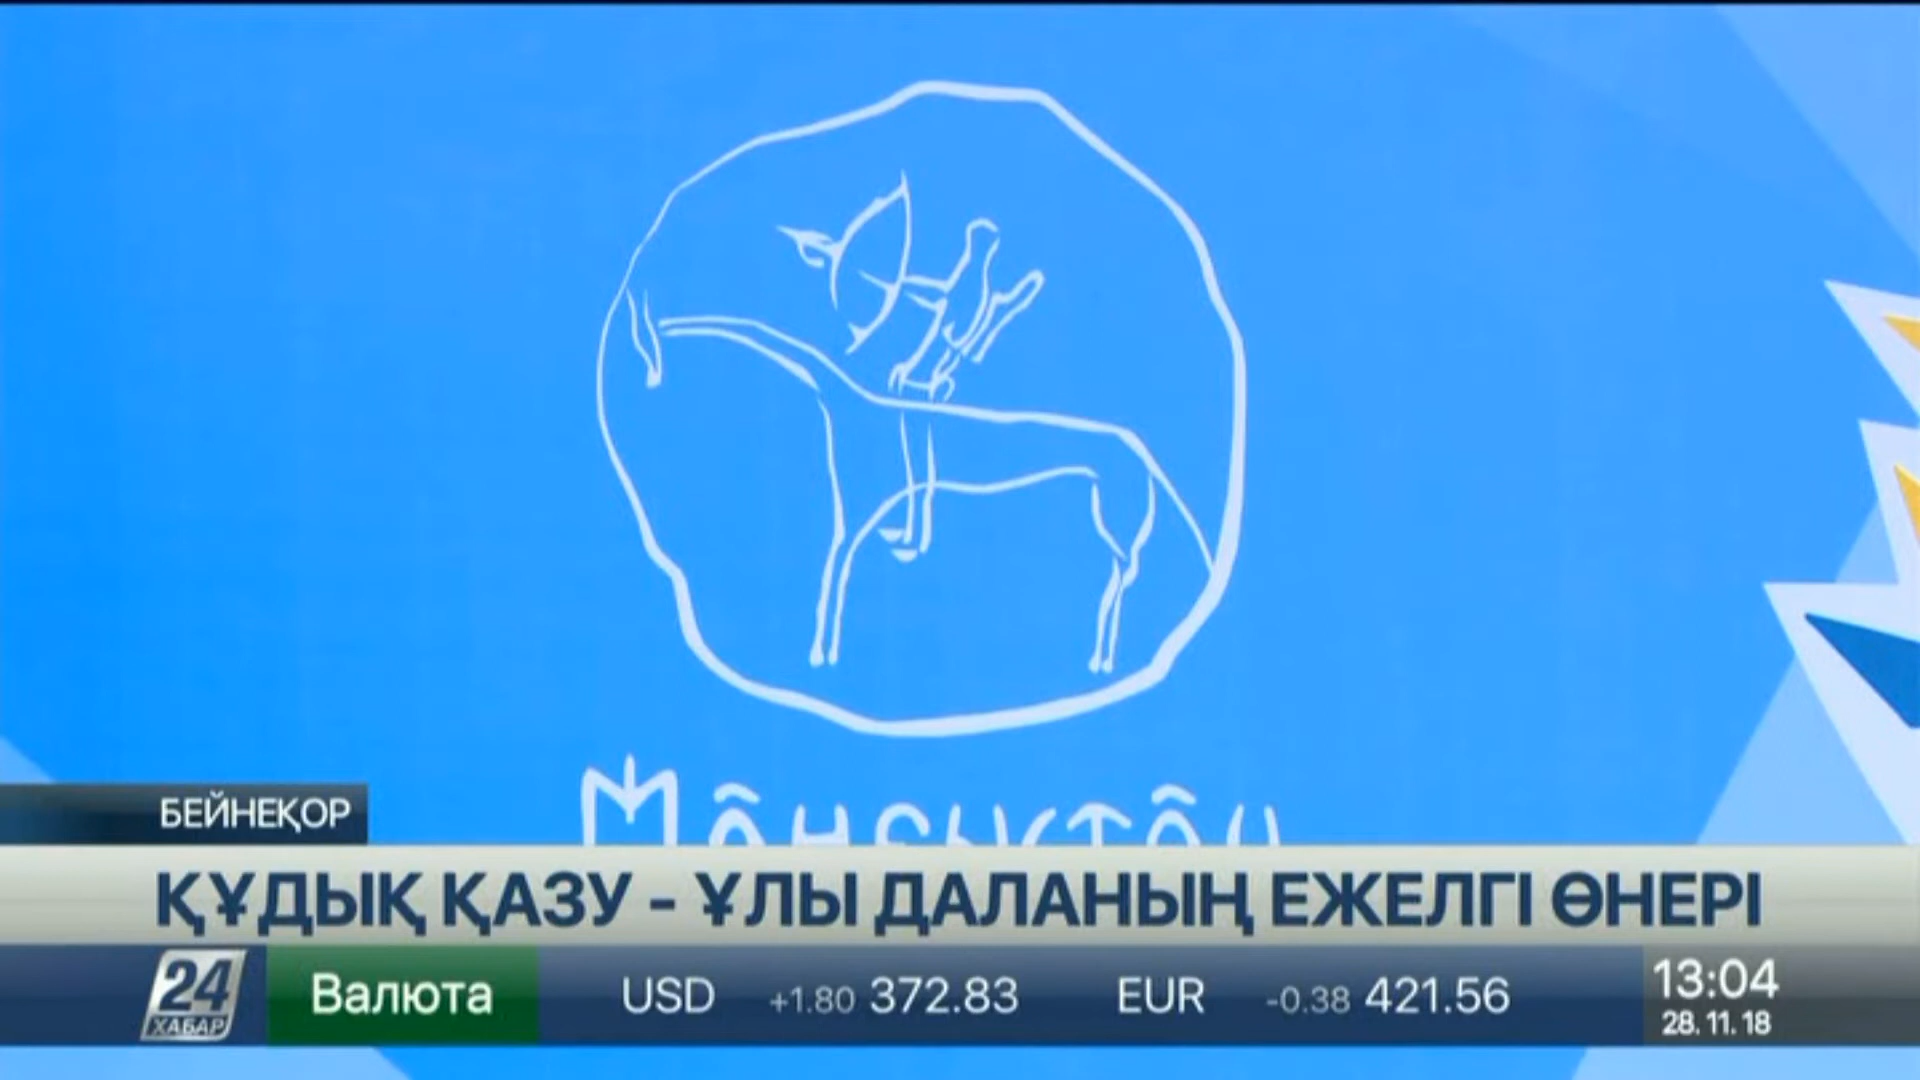 БЕЙНЕҚОР
ҚҰДЫҚ ҚАЗУ - ҰЛЫ ДАЛАНЫҢ ЕЖЕЛГІ ӨНЕРІ
24 ХАБАР
Валюта USD +1.80 372.83 EUR -0.38 421.56
13:04
28.11.18